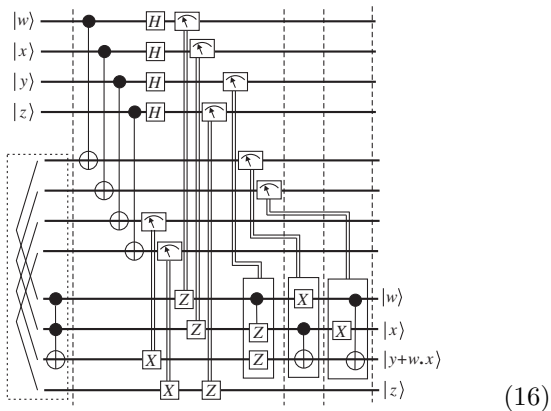 |w⟩ H
|x⟩ H
|y⟩ H
|z⟩ H
Z X |w⟩
Z Z X |x⟩
X Z |y+w.x⟩
X Z |z⟩
(16)